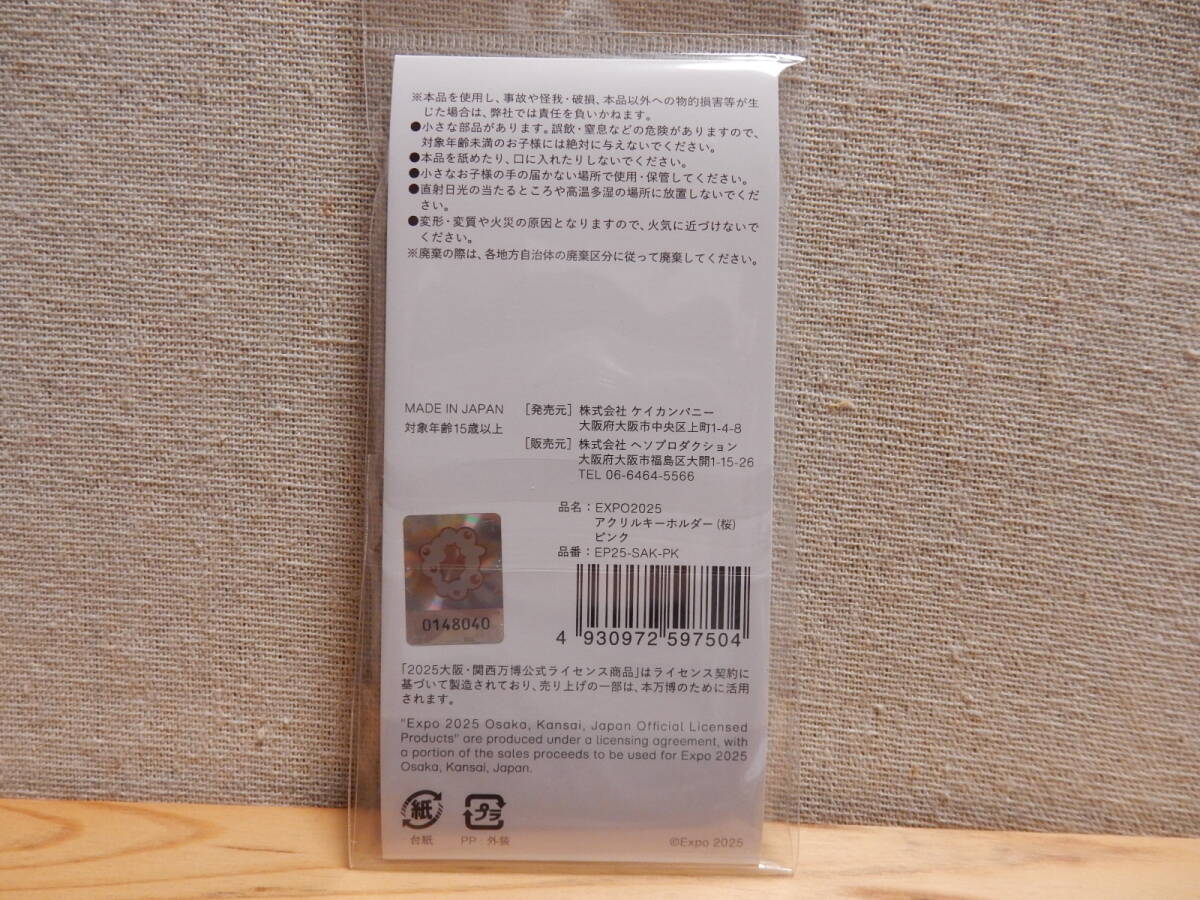 ※本品を使用し、事故や怪我・破損、本品以外への物的損害等が生
じた場合は、弊社では責任を負いかねます。
●小さな部品があります。誤飲・窒息などの危険がありますので、
対象年齢未満のお子様には絶対に与えないでください。
●本品を舐めたり、口に入れたりしないでください。
●小さなお子様の手の届かない場所で使用・保管してください。
●直射日光の当たるところや高温多湿の場所に放置しないでくだ
さい。
●変形・変質や火災の原因となりますので、火気に近づけないで
ください。
※廃棄の際は、各地方自治体の廃棄区分に従って廃棄してください。
MADE IN JAPAN
対象年齢15歳以上
[発売元] 株式会社 ケイカンパニー
大阪府大阪市中央区上町1-4-8
[販売元] 株式会社 ヘソプロダクション
大阪府大阪市福島区大開1-15-26
TEL 06-6464-5566
品名：EXPO2025
アクリルキーホルダー(桜)
ピンク
品番：EP25-SAK-PK
0148040
4 930972 597504
「2025大阪・関西万博公式ライセンス商品」はライセンス契約に
基づいて製造されており、売り上げの一部は、本万博のために活用
されます。
"Expo 2025 Osaka, Kansai, Japan Official Licensed
Products" are produced under a licensing agreement, with
a portion of the sales proceeds to be used for Expo 2025
Osaka, Kansai, Japan.
紙
台紙
プラ
PP：外装
©Expo 2025